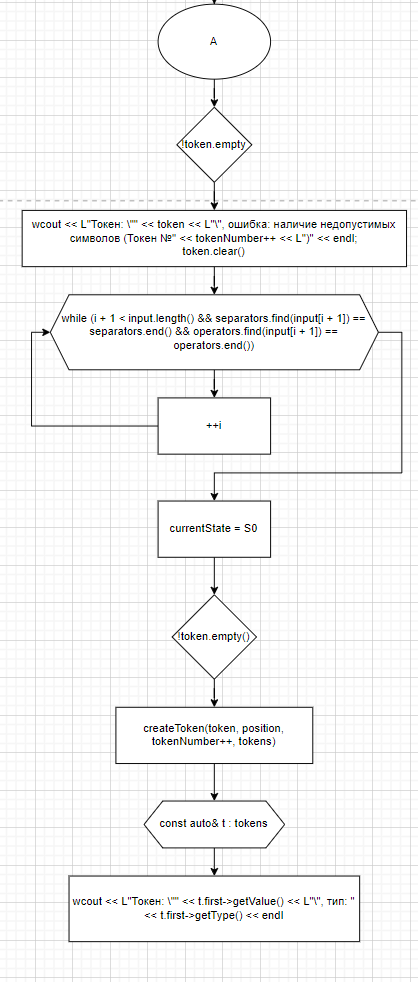 A
!token.empty
wcout << L"Токен: \"" << token << L"\", ошибка: наличие недопустимых
символов (Токен №" << tokenNumber++ << L")" << endl;
token.clear()
while (i + 1 < input.length() && separators.find(input[i + 1]) ==
separators.end() && operators.find(input[i + 1]) ==
operators.end())
++i
currentState = S0
!token.empty()
createToken(token, position,
tokenNumber++, tokens)
const auto& t : tokens
wcout << L"Токен: \"" << t.first->getValue() << L"\", тип: "
<< t.first->getType() << endl